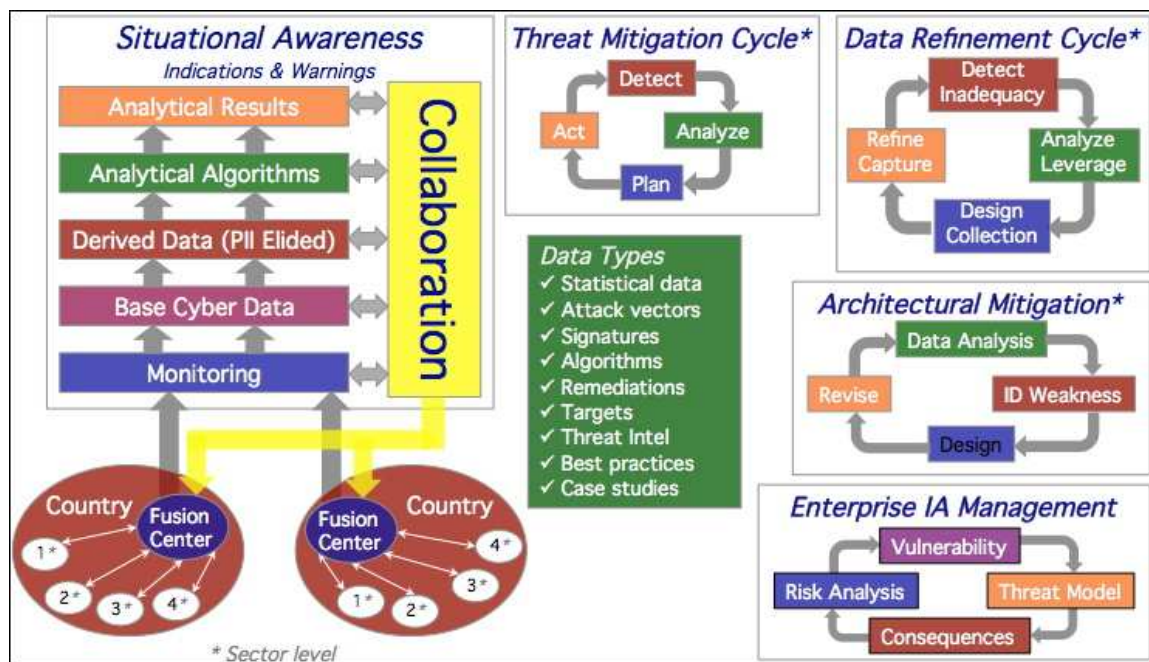 Situational Awareness
Indications & Warnings
Analytical Results
Analytical Algorithms
Derived Data (PII Elided)
Base Cyber Data
Monitoring
Collaboration
Country
Fusion
Center
1*
2*
3*
4*
Country
Fusion
Center
4*
3*
1*
2*
* Sector level
Threat Mitigation Cycle*
Detect
Act
Analyze
Plan
Data Types
✓ Statistical data
✓ Attack vectors
✓ Signatures
✓ Algorithms
✓ Remediations
✓ Targets
✓ Threat Intel
✓ Best practices
✓ Case studies
Data Refinement Cycle*
Detect
Inadequacy
Refine
Capture
Analyze
Leverage
Design
Collection
Architectural Mitigation*
Data Analysis
Revise
ID Weakness
Design
Enterprise IA Management
Vulnerability
Risk Analysis
Threat Model
Consequences